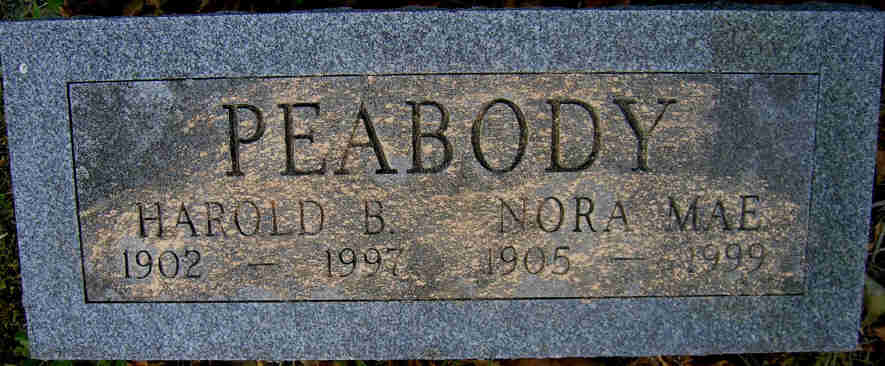 PEABODY
HAROLD B. NORA MAE
1902 — 1997 1905 — 1999